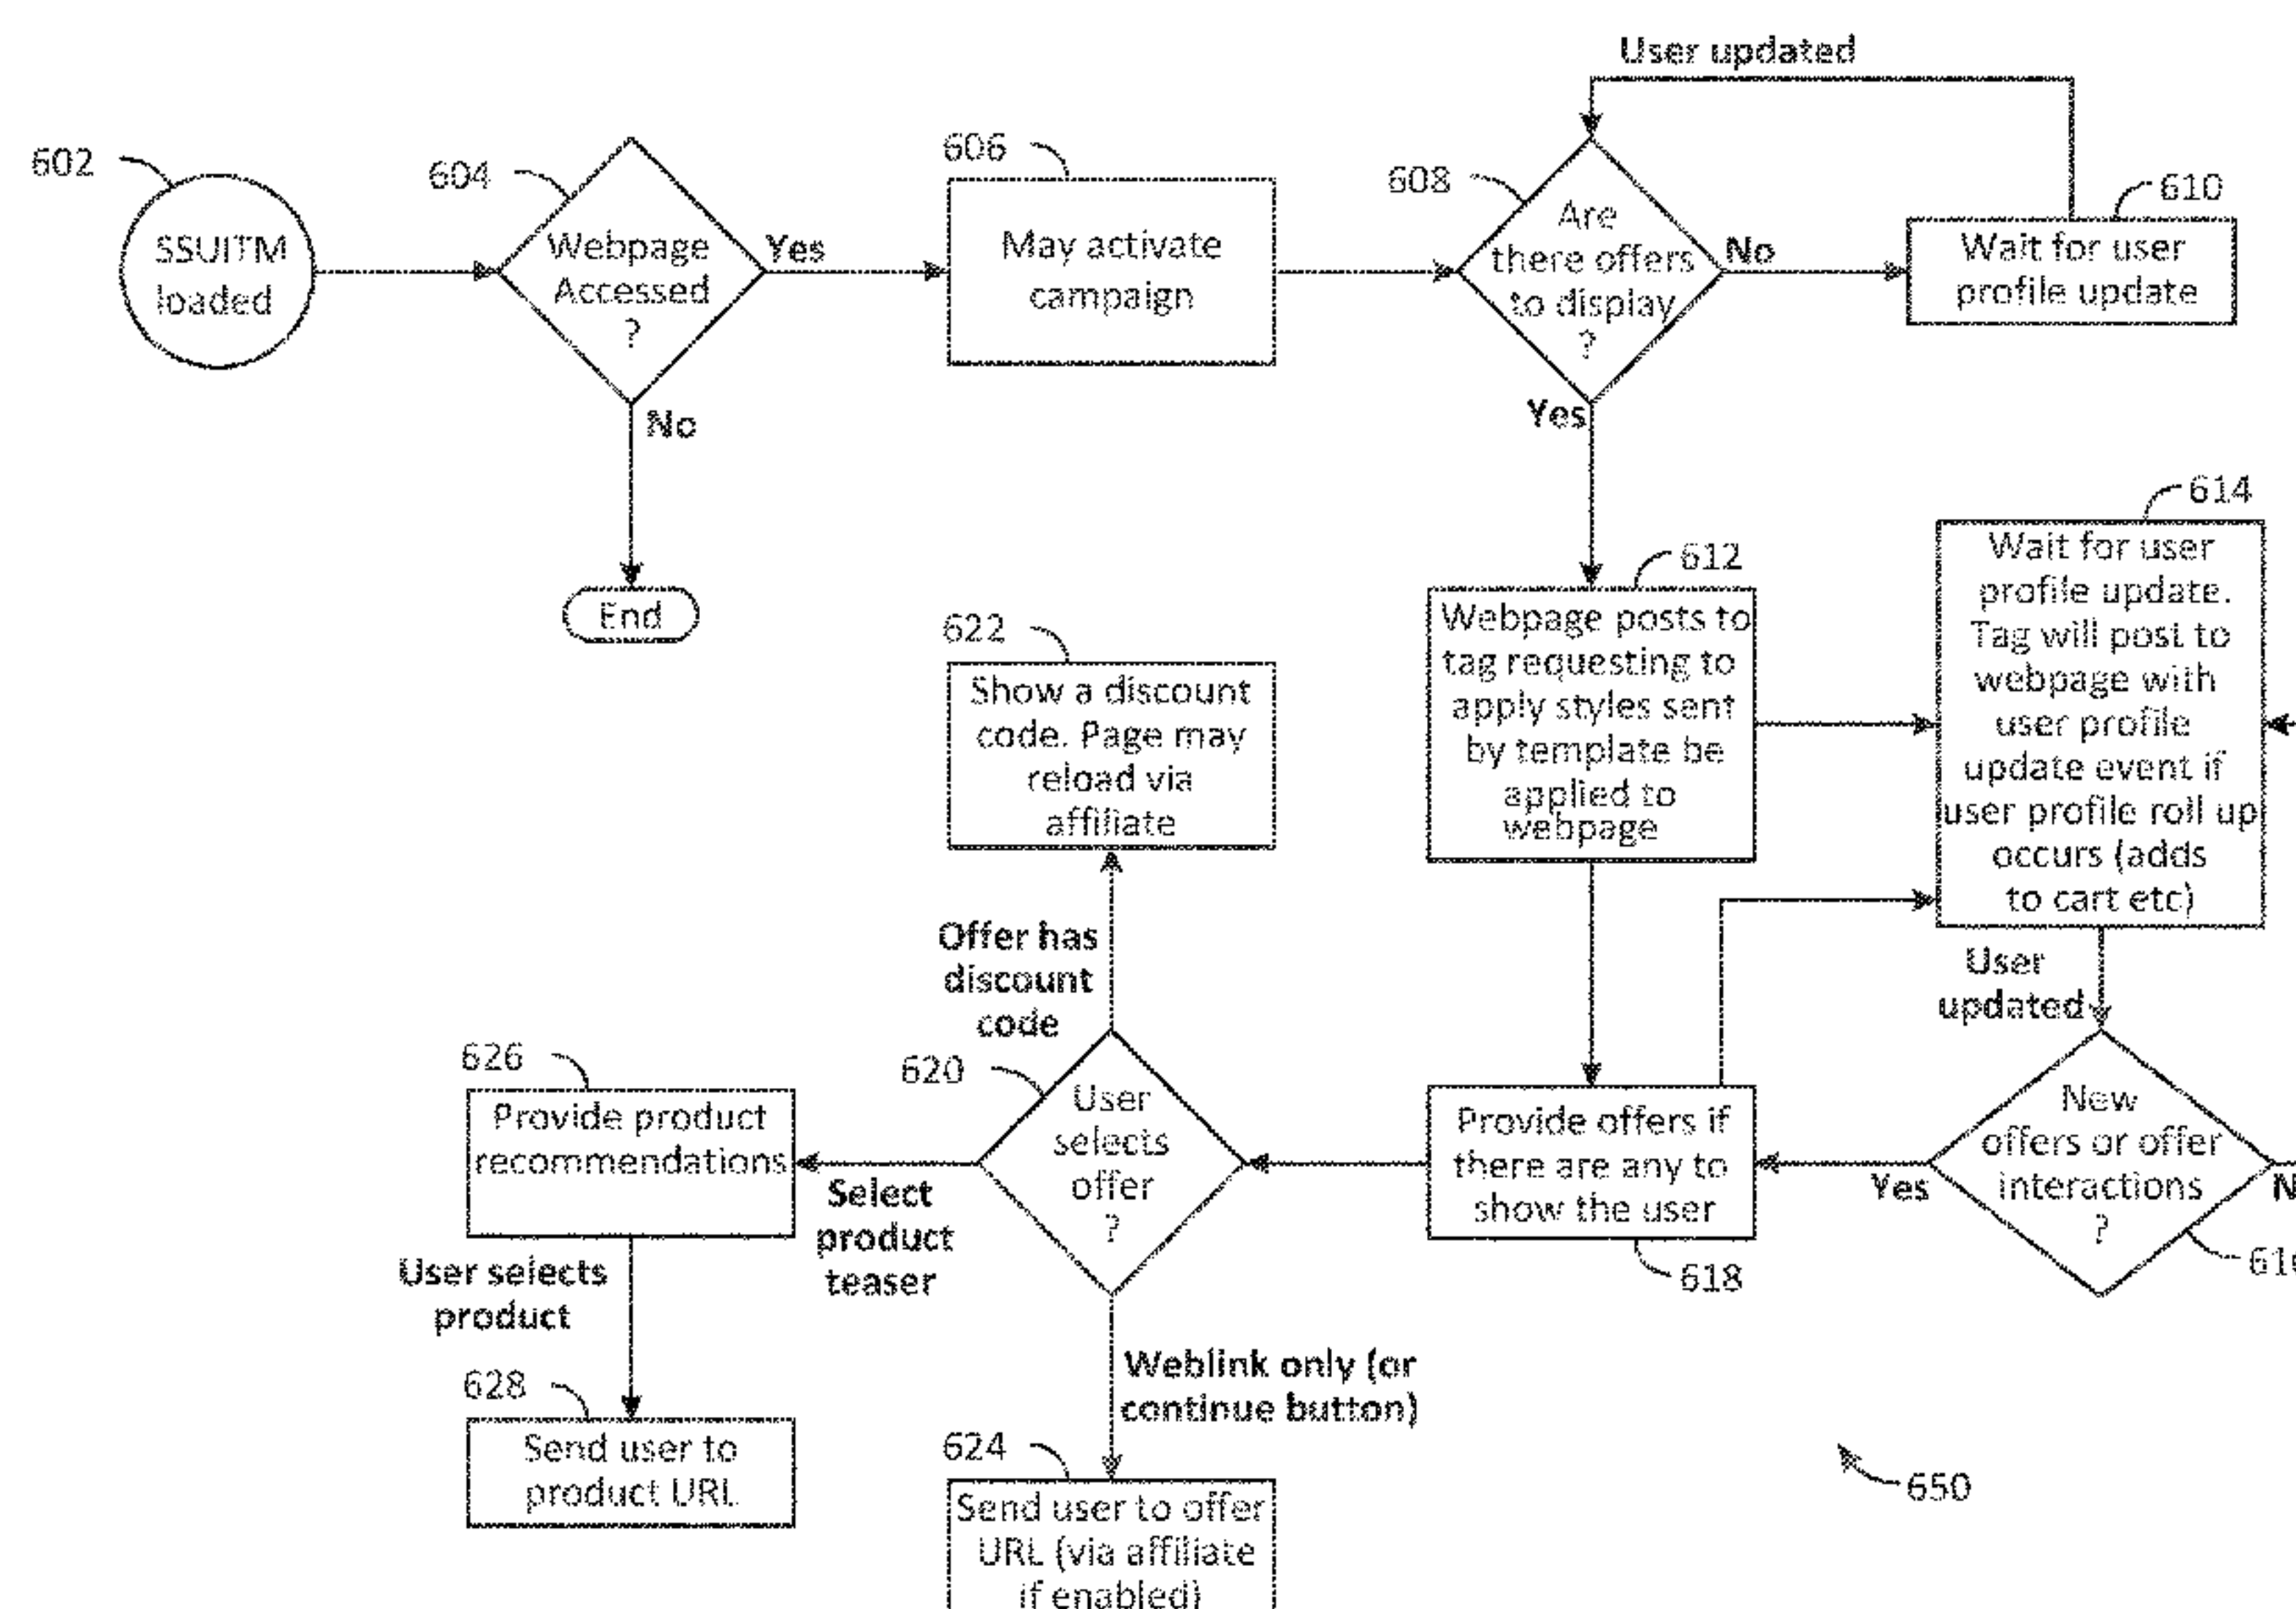 User updated
602
SSUITM
loaded
604
Webpage
Accessed
?
Yes
No
End
606
May activate
campaign
608
Are
there offers
to display
?
No
Yes
610
Wait for user
profile update
612
Webpage posts to
tag requesting to
apply styles sent
by template be
applied to
webpage
614
Wait for user
profile update.
Tag will post to
webpage with
user profile
update event if
user profile roll up
occurs (adds
to cart etc)
User
updated
New
offers or offer
interactions
?
Yes
618
Provide offers if
there are any to
show the user
620
User
selects
offer
?
Offer has
discount
code
622
Show a discount
code. Page may
reload via
affiliate
Select
product
teaser
626
Provide product
recommendations
User selects
product
628
Send user to
product URL
Weblink only (or
continue button)
624
Send user to offer
URL (via affiliate
if enabled)
650